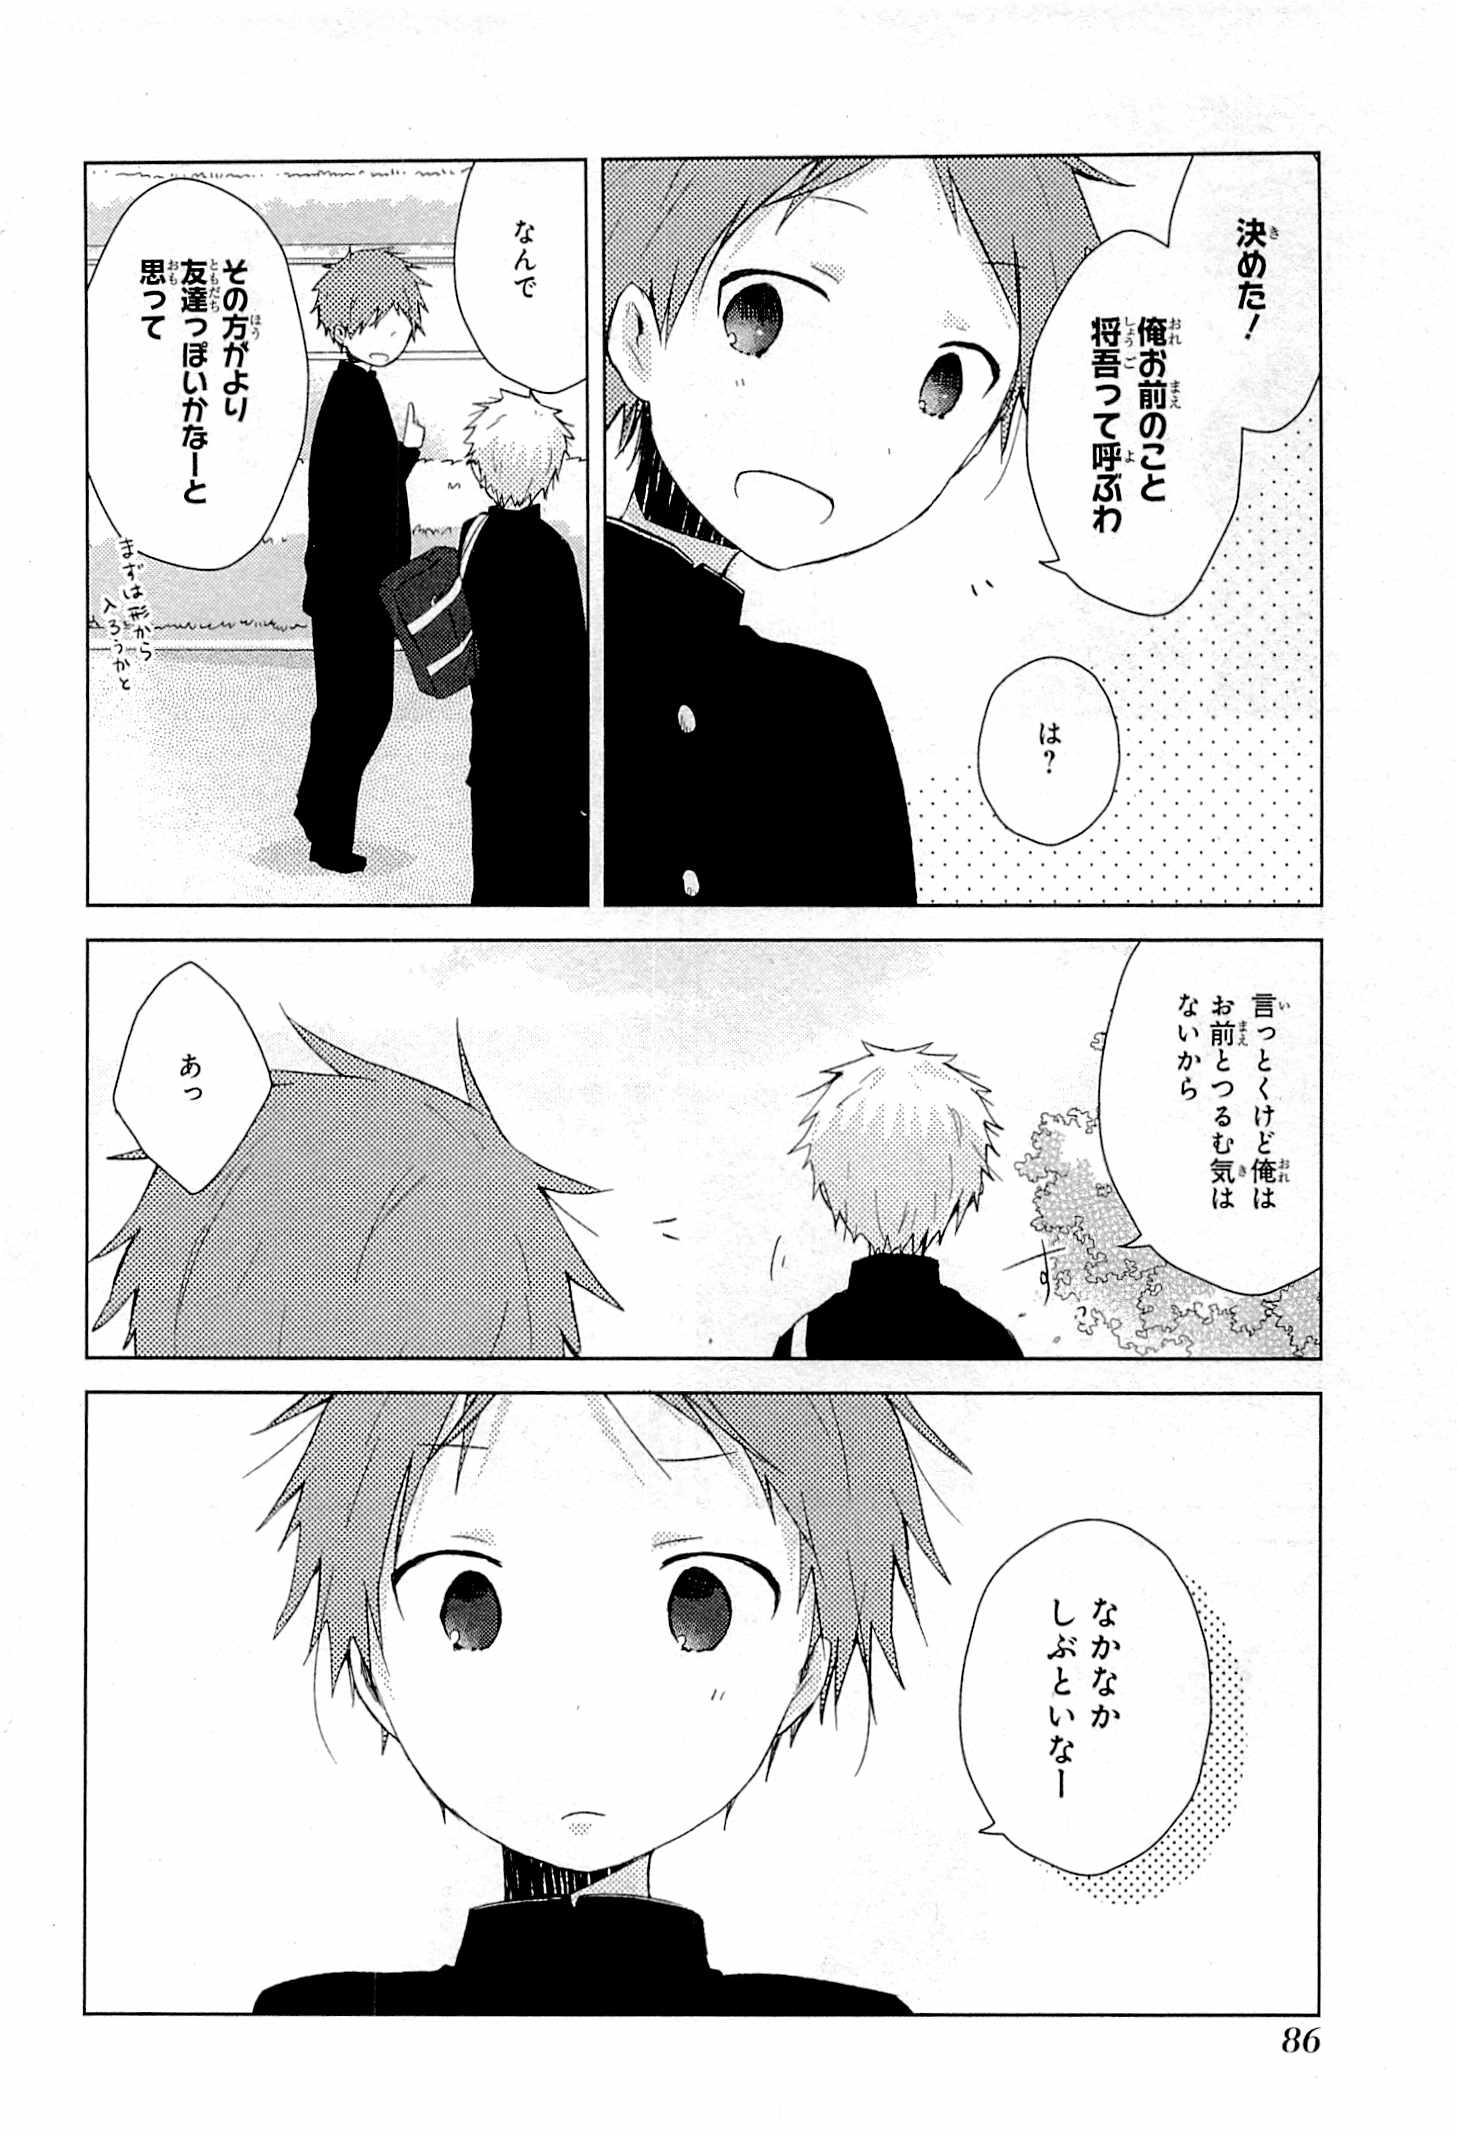 決めた！
俺お前のこと
将吾って呼ぶわ
は？
なんで
その方がより
友達っぽいかなーと
思って
まずは形から
入ろうかと
言っとくけど俺は
お前とつるむ気は
ないから
あっ
なかなか
しぶといなー
86